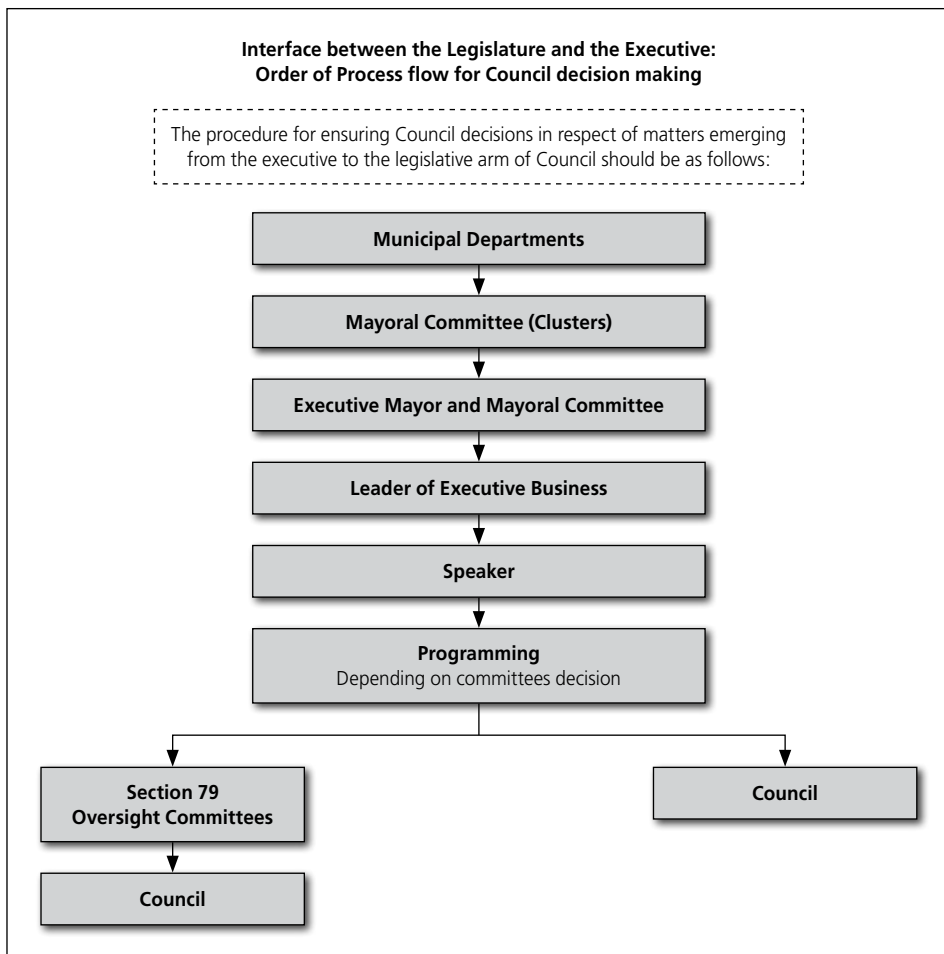 Interface between the Legislature and the Executive:
Order of Process flow for Council decision making
The procedure for ensuring Council decisions in respect of matters emerging
from the executive to the legislative arm of Council should be as follows:
Municipal Departments
Mayoral Committee (Clusters)
Executive Mayor and Mayoral Committee
Leader of Executive Business
Speaker
Programming
Depending on committees decision
Section 79
Oversight Committees
Council
Council